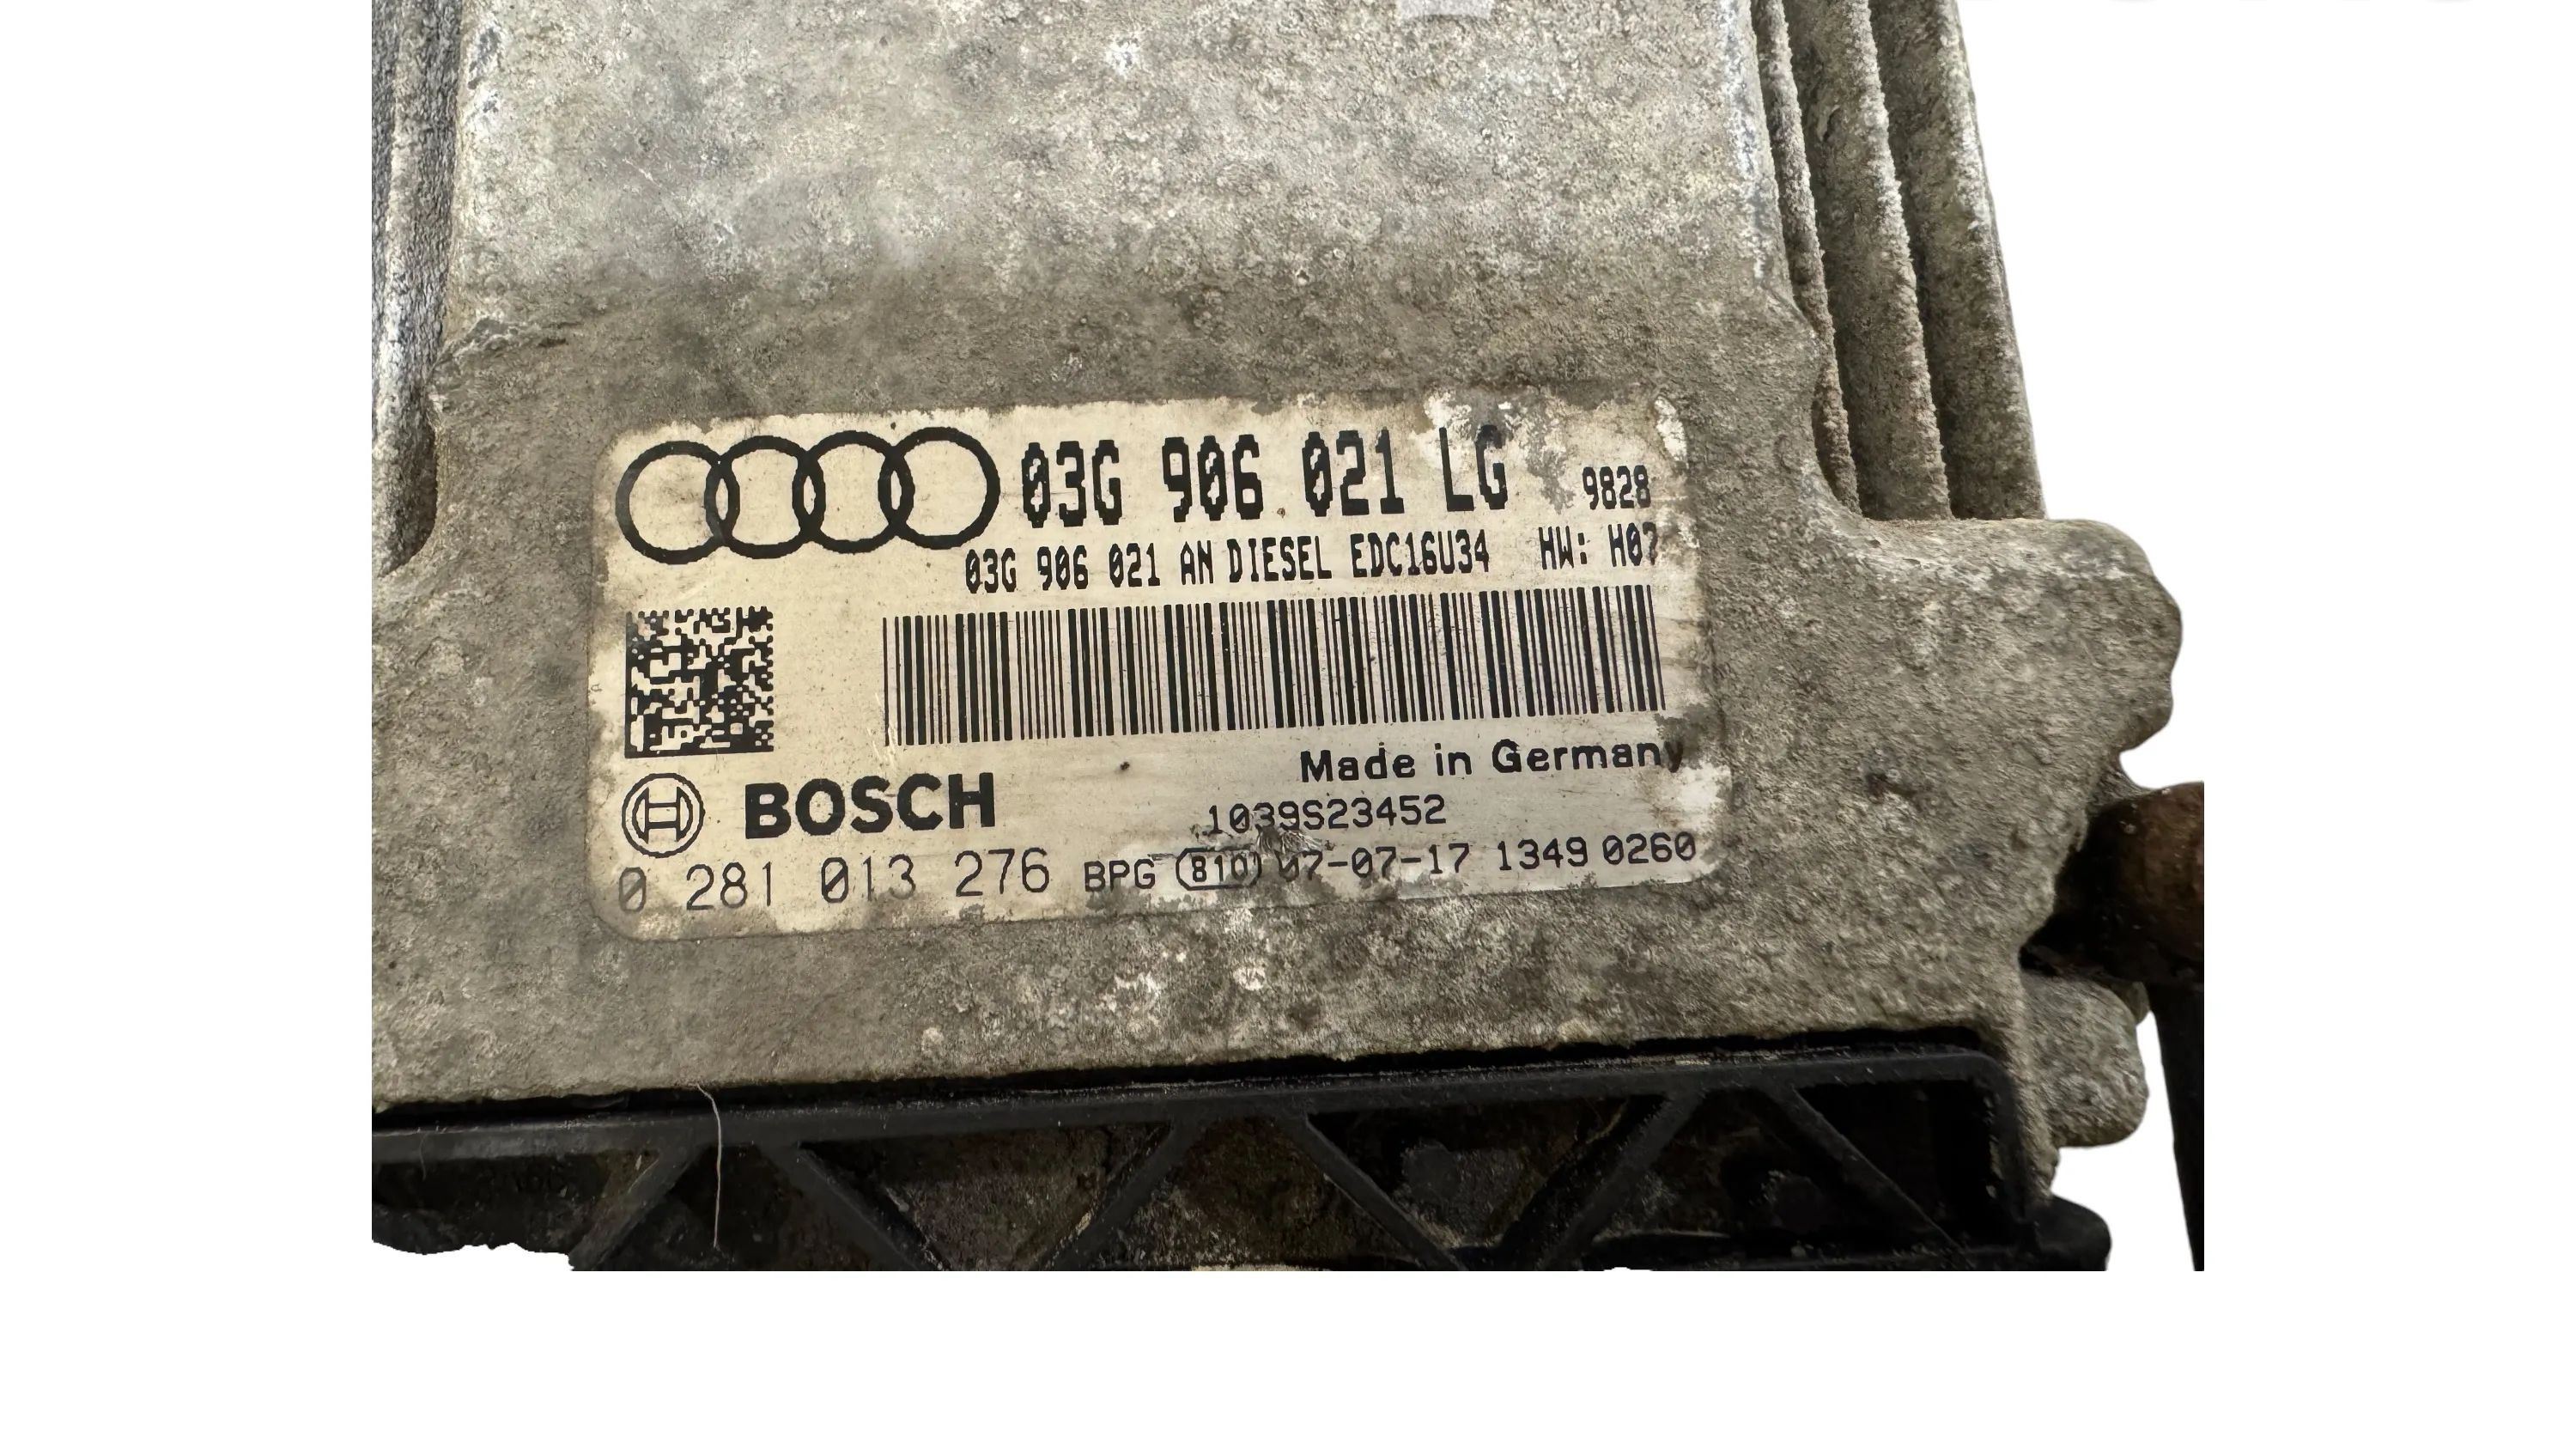 03G 906 021 LG 9828
03G 906 021 AN DIESEL EDC16U34 HW: H07
Made in Germany
BOSCH 1039S23452
0 281 013 276 BPG 810 07-07-17 1349 0260